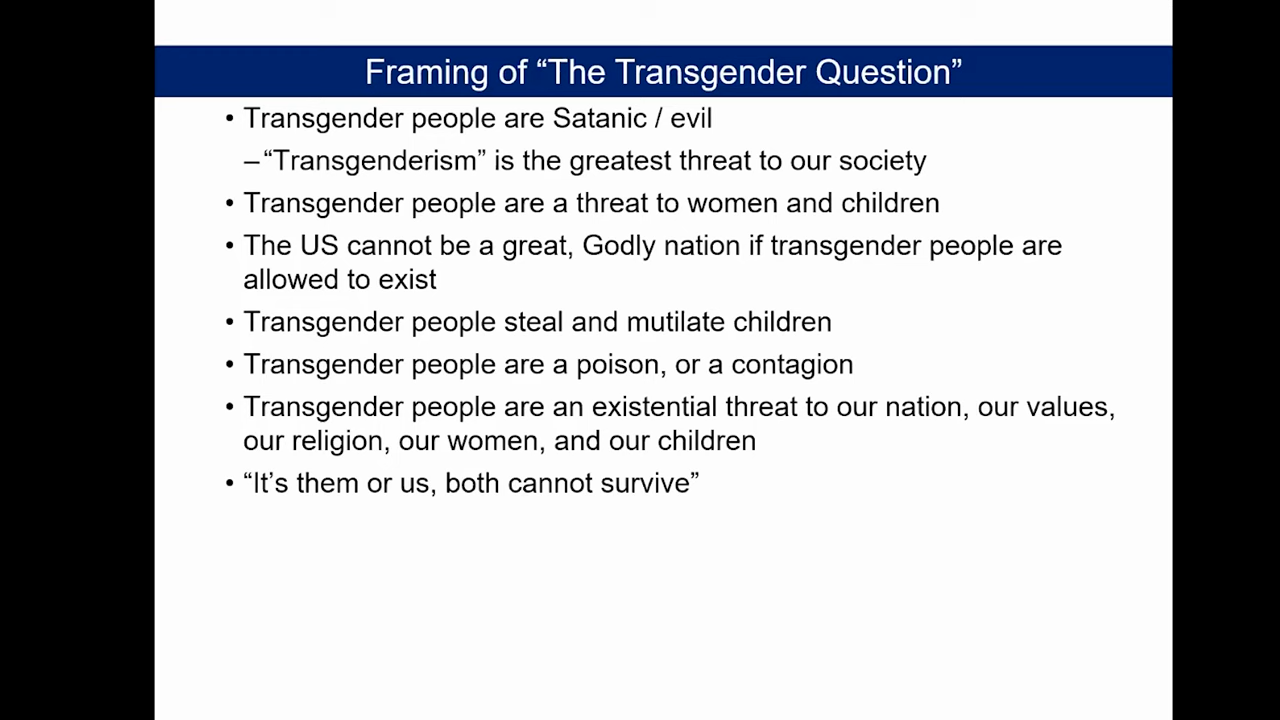 Framing of “The Transgender Question”
• Transgender people are Satanic / evil
– “Transgenderism” is the greatest threat to our society
• Transgender people are a threat to women and children
• The US cannot be a great, Godly nation if transgender people are
allowed to exist
• Transgender people steal and mutilate children
• Transgender people are a poison, or a contagion
• Transgender people are an existential threat to our nation, our values,
our religion, our women, and our children
• “It’s them or us, both cannot survive”